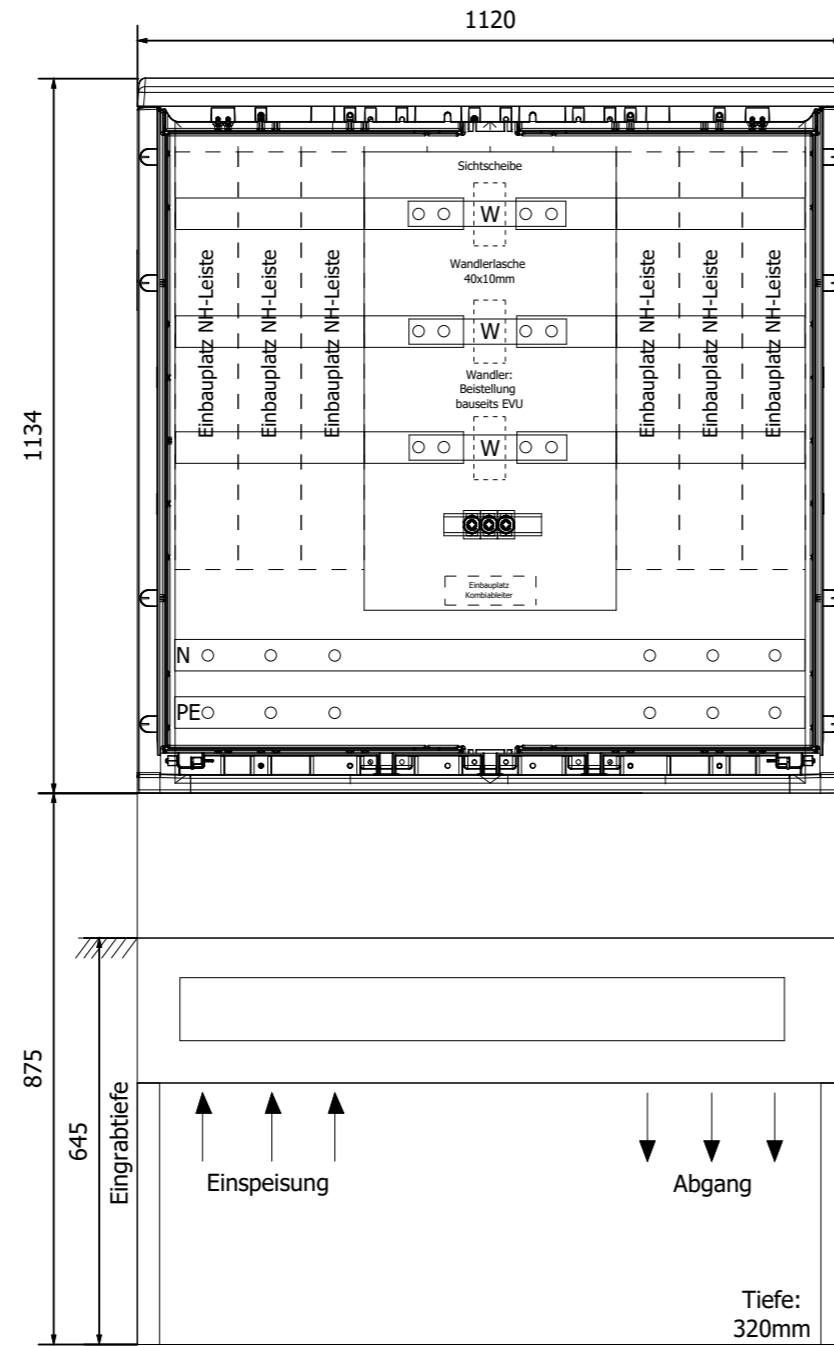 1120
Sichtscheibe
W
Wandlerlasche
40x10mm
Einbauplatz NH-Leiste
Einbauplatz NH-Leiste
Einbauplatz NH-Leiste
Einbauplatz NH-Leiste
Einbauplatz NH-Leiste
Einbauplatz NH-Leiste
W
Wandler:
Beistellung
bauseits EVU
1134
W
Einbauplatz
Kombiableiter
N
PE
875
645
Eingrabtiefe
Einspeisung
Abgang
Tiefe:
320mm